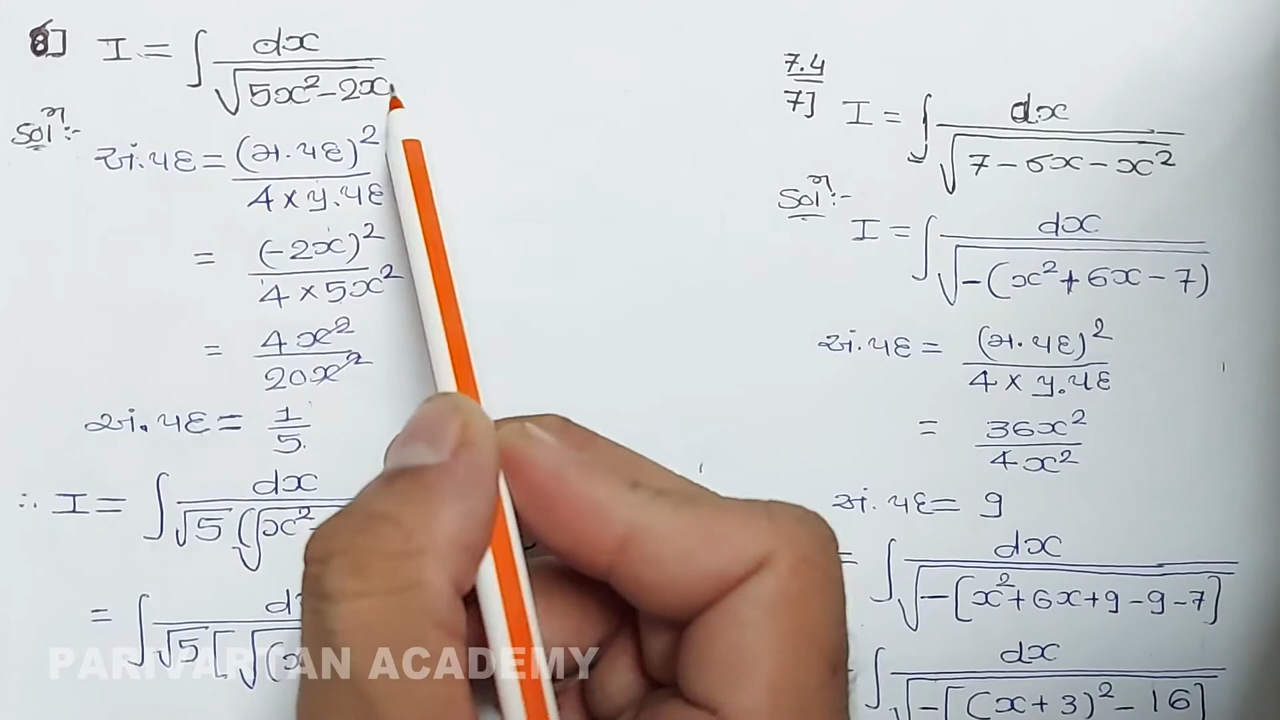 8] I = ∫ dx / √5x² - 2x
Solⁿ :-
અં.પદ = (મ.પદ)² / 4 × પ્ર.પદ
= (-2x)² / 4 × 5x²
= 4x² / 20x²
અં.પદ = 1/5
∴ I = ∫ dx / √5 (√x²
= ∫ / √5 [√(x
7.4
7] I = ∫ dx / √7 - 6x - x²
Solⁿ :-
I = ∫ dx / √-(x² + 6x - 7)
અં.પદ = (મ.પદ)² / 4 × પ્ર.પદ
= 36x² / 4x²
અં.પદ = 9
= ∫ dx / √-[x² + 6x + 9 - 9 - 7]
∫ dx / √-[(x + 3)² - 16]
PARIVARTAN ACADEMY